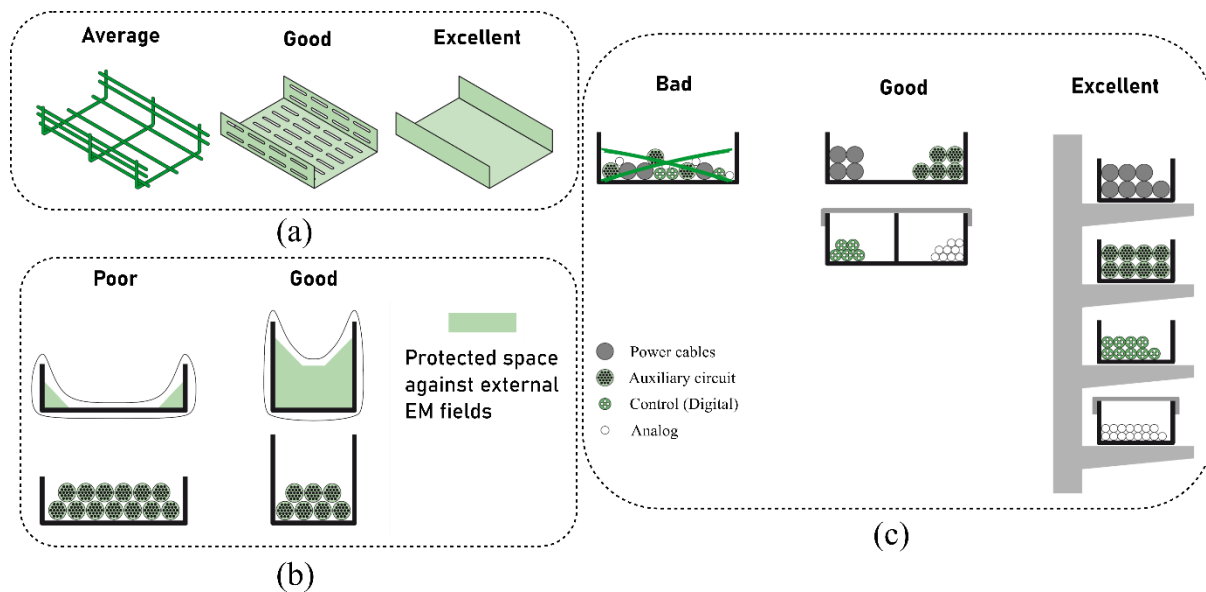 Average Good Excellent
(a)
Poor Good
Protected space
against external
EM fields
(b)
Bad Good Excellent
Power cables
Auxiliary circuit
Control (Digital)
Analog
(c)